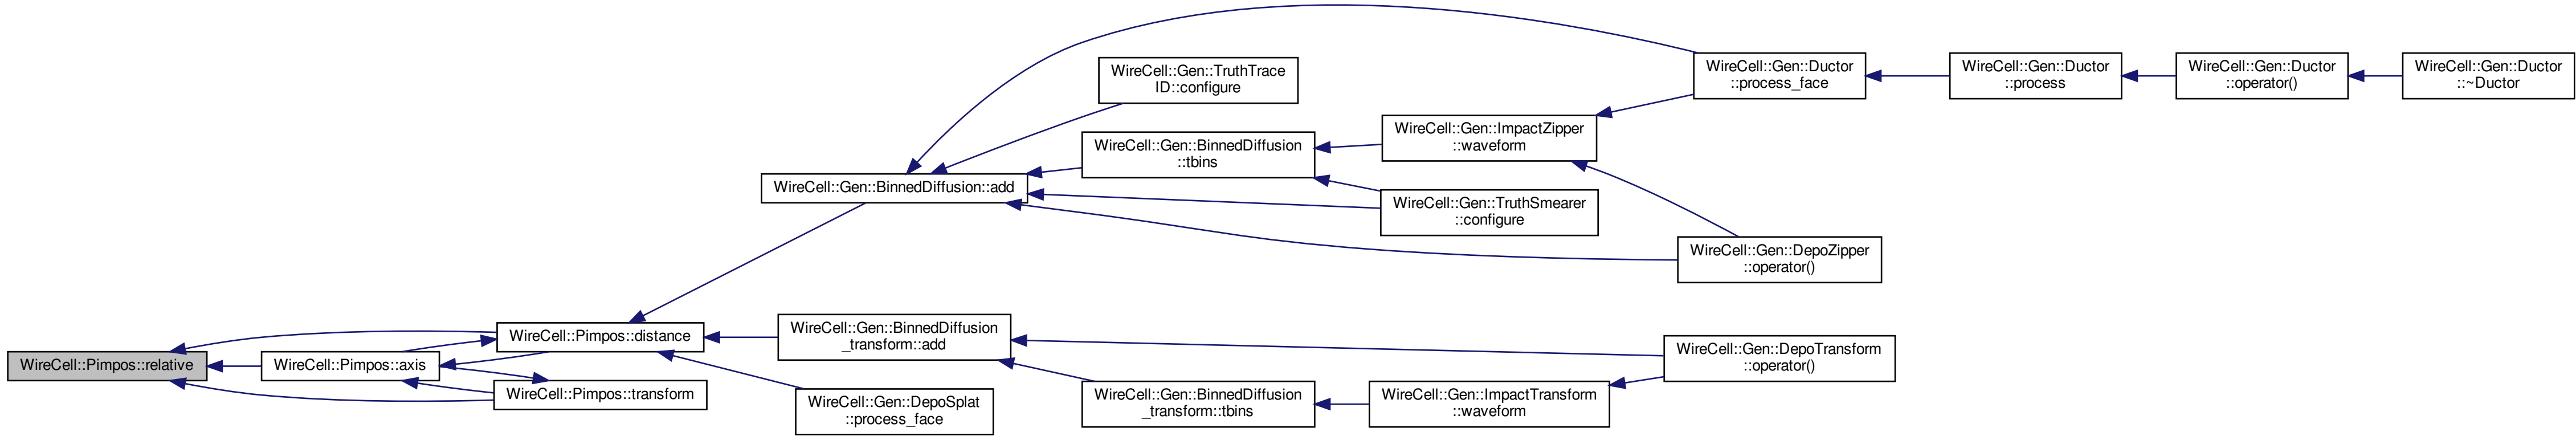 WireCell::Pimpos::relative
WireCell::Pimpos::axis
WireCell::Pimpos::distance
WireCell::Pimpos::transform
WireCell::Gen::BinnedDiffusion::add
WireCell::Gen::BinnedDiffusion
_transform::add
WireCell::Gen::DepoSplat
::process_face
WireCell::Gen::TruthTrace
ID::configure
WireCell::Gen::BinnedDiffusion
::tbins
WireCell::Gen::BinnedDiffusion
_transform::tbins
WireCell::Gen::ImpactZipper
::waveform
WireCell::Gen::TruthSmearer
::configure
WireCell::Gen::ImpactTransform
::waveform
WireCell::Gen::Ductor
::process_face
WireCell::Gen::DepoZipper
::operator()
WireCell::Gen::DepoTransform
::operator()
WireCell::Gen::Ductor
::process
WireCell::Gen::Ductor
::operator()
WireCell::Gen::Ductor
::~Ductor